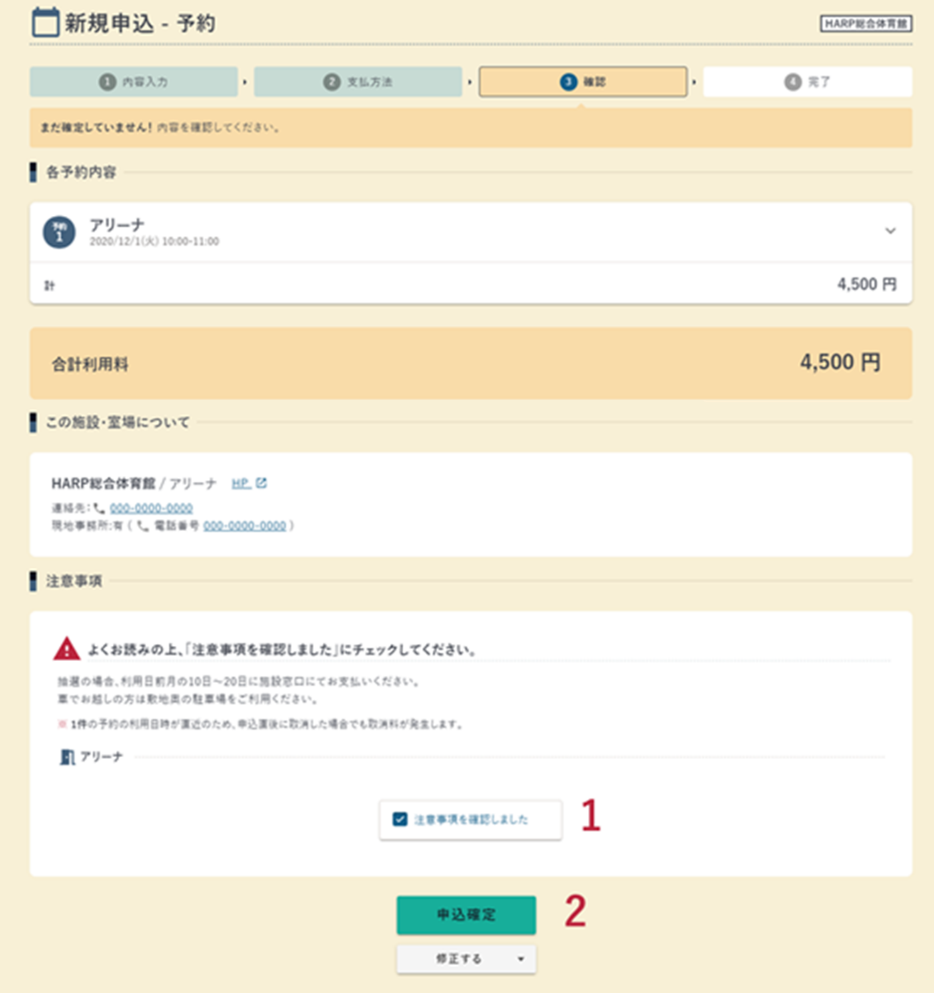 新規申込 - 予約
HARP総合体育館
1 内容入力
2 支払方法
3 確認
4 完了
まだ確定していません！内容を確認してください。
各予約内容
予約 1
アリーナ
2020/12/1(火) 10:00-11:00
計 4,500 円
合計利用料 4,500 円
この施設・室場について
HARP総合体育館 / アリーナ HP
連絡先: 000-0000-0000
現地事務所:有 ( 電話番号 000-0000-0000 )
注意事項
よくお読みの上、「注意事項を確認しました」にチェックしてください。
抽選の場合、利用日前月の10日～20日に施設窓口にてお支払いください。
車でお越しの方は敷地奥の駐車場をご利用ください。
※ 1件の予約の利用日時が直近のため、申込直後に取消した場合でも取消料が発生します。
アリーナ
注意事項を確認しました 1
申込確定 2
修正する